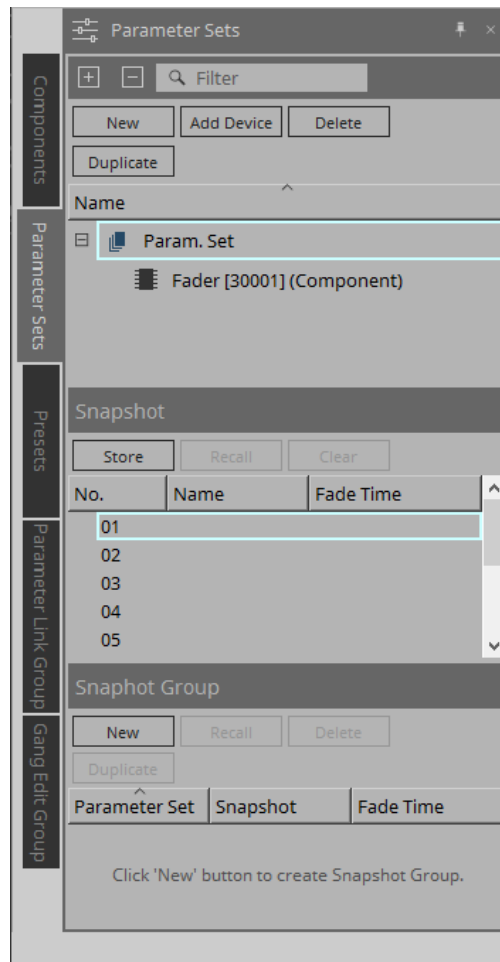 Parameter Sets
Filter
New Add Device Delete
Duplicate
Name
Param. Set
Fader [30001] (Component)
Snapshot
Store Recall Clear
No. Name Fade Time
01
02
03
04
05
Snaphot Group
New Recall Delete
Duplicate
Parameter Set Snapshot Fade Time
Click 'New' button to create Snapshot Group.
Components
Parameter Sets
Presets
Parameter Link Group
Gang Edit Group